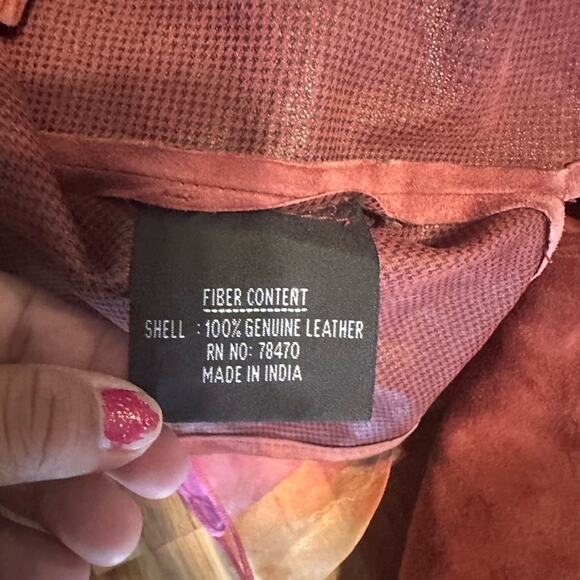 FIBER CONTENT
SHELL : 100% GENUINE LEATHER
RN NO: 78470
MADE IN INDIA